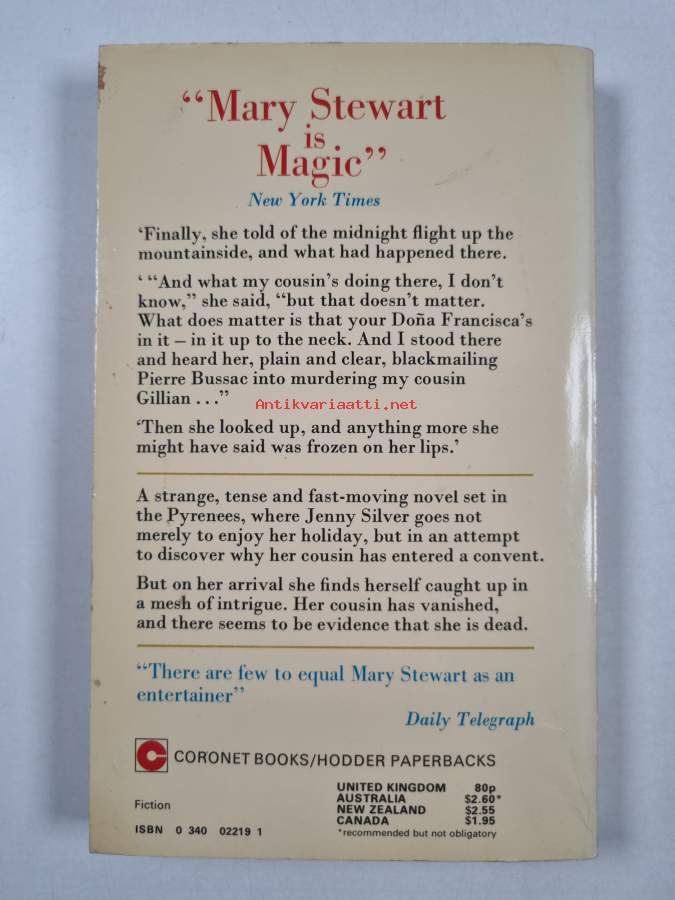 “Mary Stewart
is
Magic”
New York Times
‘Finally, she told of the midnight flight up the
mountainside, and what had happened there.
‘ “And what my cousin’s doing there, I don’t
know,” she said, “but that doesn’t matter.
What does matter is that your Doña Francisca’s
in it – in it up to the neck. And I stood there
and heard her, plain and clear, blackmailing
Pierre Bussac into murdering my cousin
Gillian . . .”
Antikvariaatti.net
‘Then she looked up, and anything more she
might have said was frozen on her lips.’
A strange, tense and fast-moving novel set in
the Pyrenees, where Jenny Silver goes not
merely to enjoy her holiday, but in an attempt
to discover why her cousin has entered a convent.
But on her arrival she finds herself caught up in
a mesh of intrigue. Her cousin has vanished,
and there seems to be evidence that she is dead.
“There are few to equal Mary Stewart as an
entertainer”
Daily Telegraph
CORONET BOOKS/HODDER PAPERBACKS
UNITED KINGDOM 80p
AUSTRALIA $2.60*
NEW ZEALAND $2.55
CANADA $1.95
*recommended but not obligatory
Fiction
ISBN 0 340 02219 1